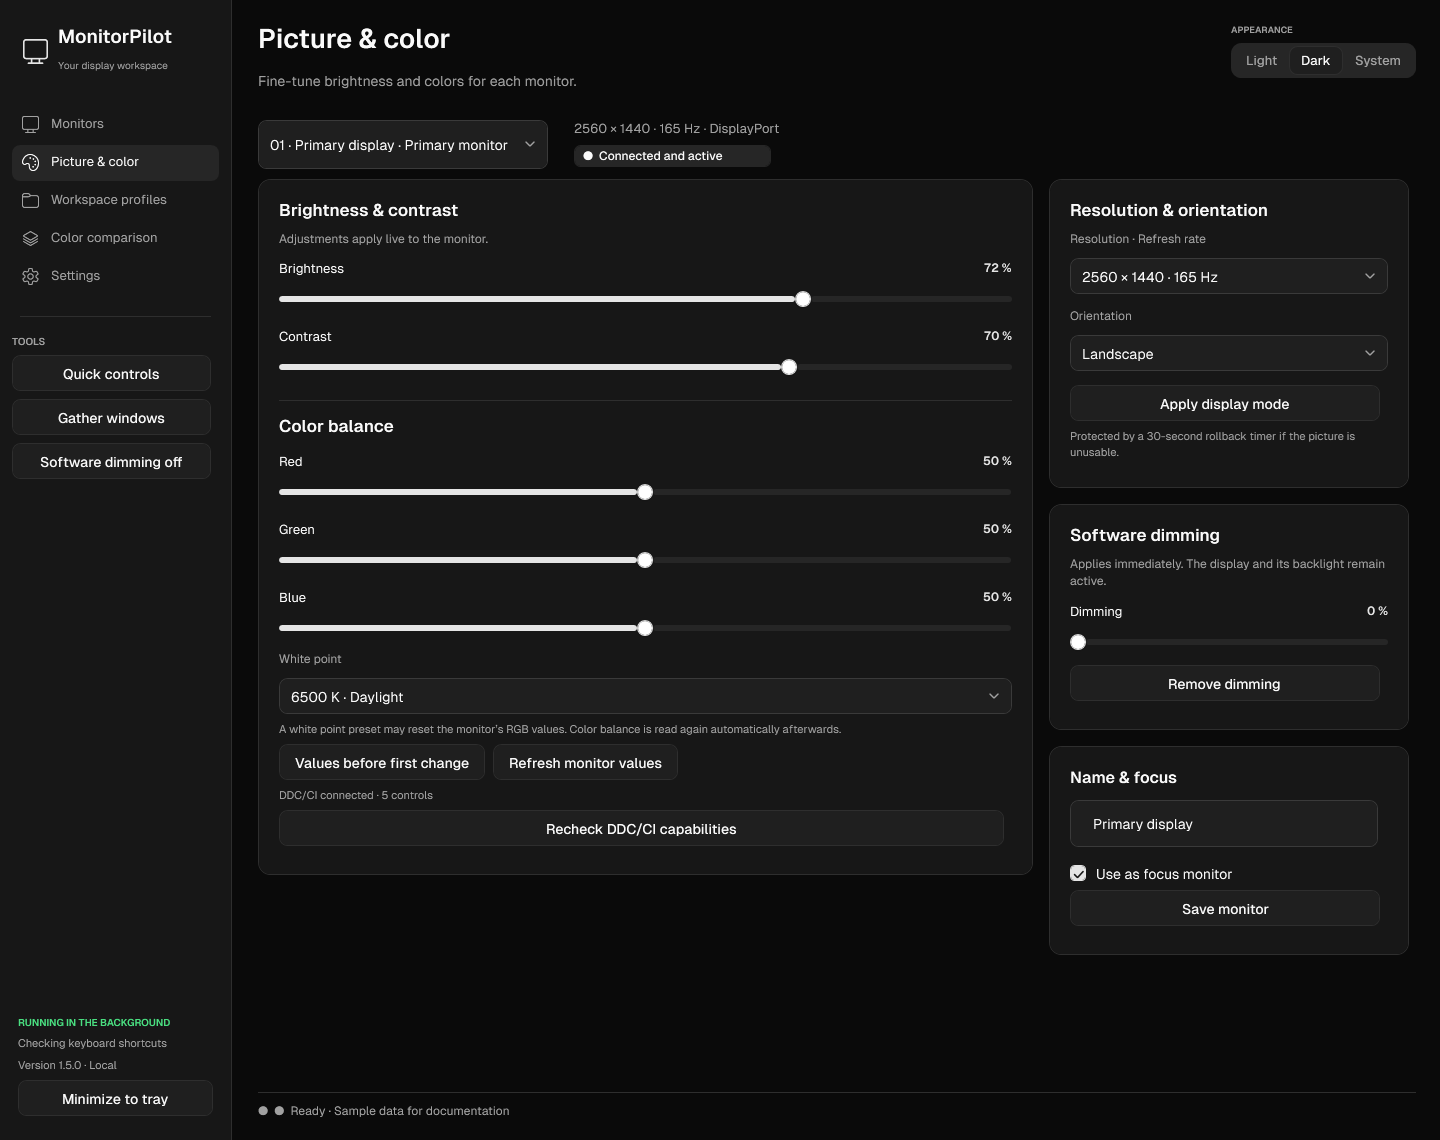 MonitorPilot
Your display workspace
Monitors
Picture & color
Workspace profiles
Color comparison
Settings
TOOLS
Quick controls
Gather windows
Software dimming off
RUNNING IN THE BACKGROUND
Checking keyboard shortcuts
Version 1.5.0 · Local
Minimize to tray
Picture & color
Fine-tune brightness and colors for each monitor.
APPEARANCE
Light Dark System
01 · Primary display · Primary monitor
2560 × 1440 · 165 Hz · DisplayPort
Connected and active
Brightness & contrast
Adjustments apply live to the monitor.
Brightness 72 %
Contrast 70 %
Color balance
Red 50 %
Green 50 %
Blue 50 %
White point
6500 K · Daylight
A white point preset may reset the monitor's RGB values. Color balance is read again automatically afterwards.
Values before first change Refresh monitor values
DDC/CI connected · 5 controls
Recheck DDC/CI capabilities
Resolution & orientation
Resolution · Refresh rate
2560 × 1440 · 165 Hz
Orientation
Landscape
Apply display mode
Protected by a 30-second rollback timer if the picture is
unusable.
Software dimming
Applies immediately. The display and its backlight remain
active.
Dimming 0 %
Remove dimming
Name & focus
Primary display
Use as focus monitor
Save monitor
Ready · Sample data for documentation